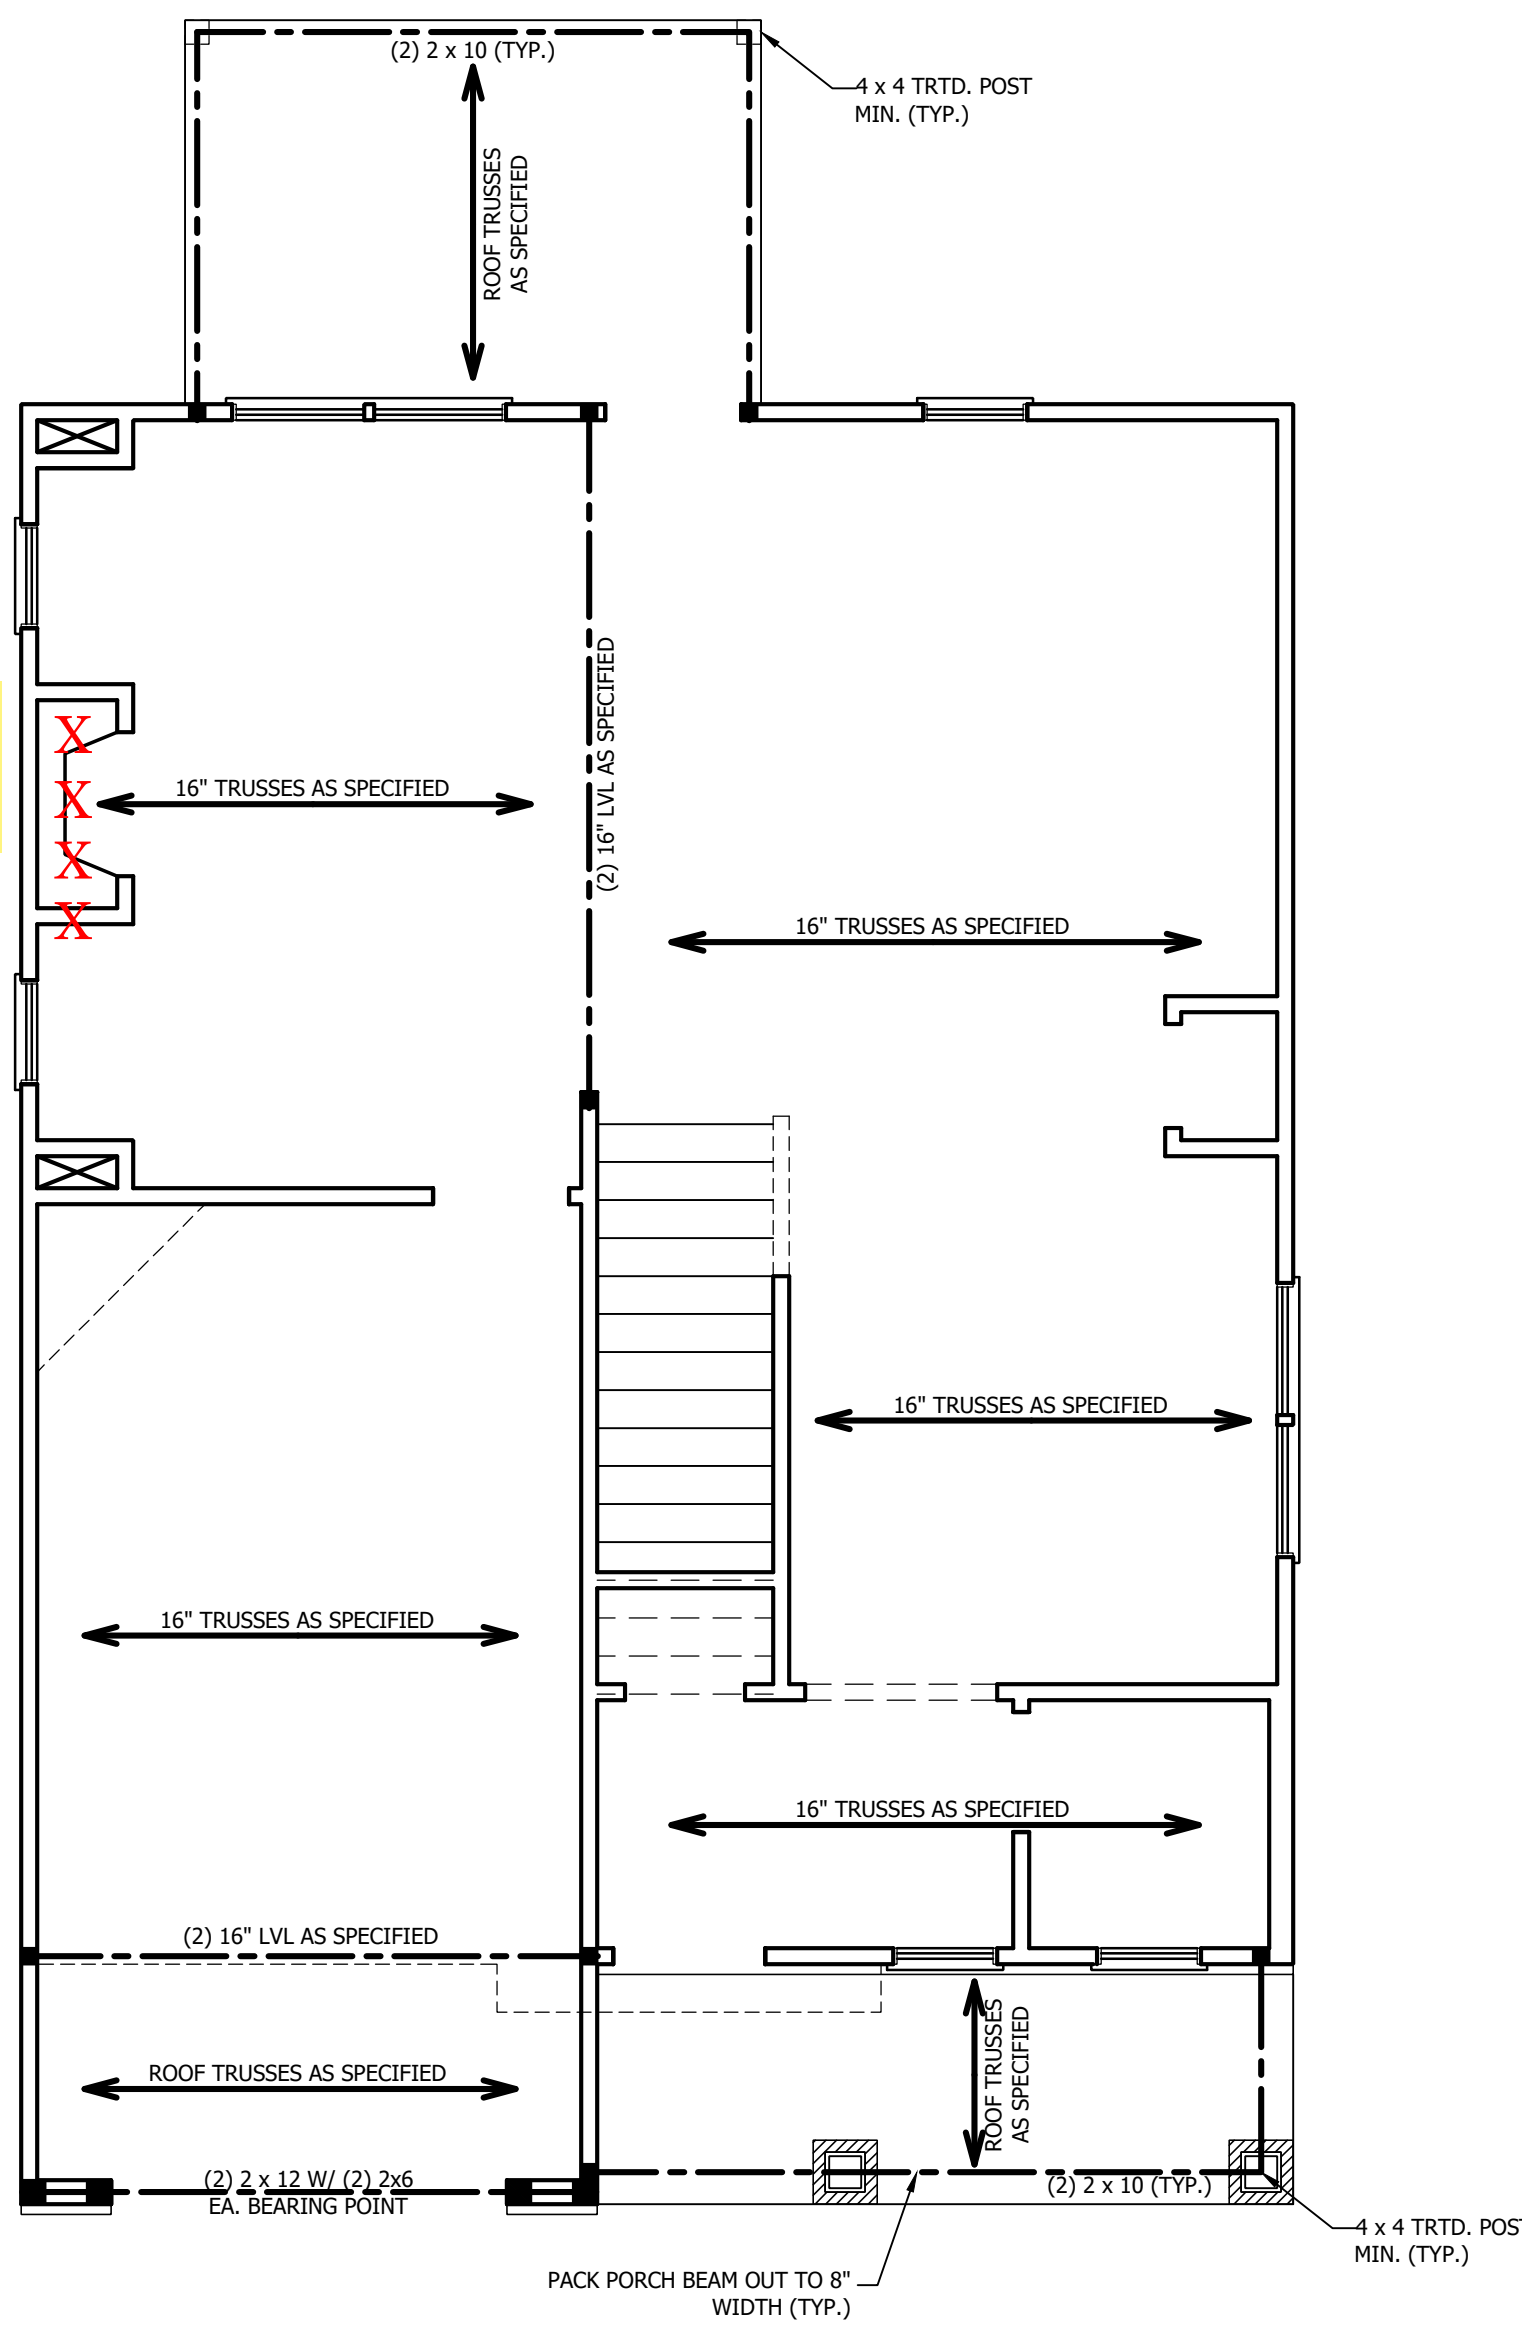 (2) 2 x 10 (TYP.)
4 x 4 TRTD. POST
MIN. (TYP.)
ROOF TRUSSES
AS SPECIFIED
X
X
X
X
16" TRUSSES AS SPECIFIED
(2) 16" LVL AS SPECIFIED
16" TRUSSES AS SPECIFIED
16" TRUSSES AS SPECIFIED
16" TRUSSES AS SPECIFIED
16" TRUSSES AS SPECIFIED
(2) 16" LVL AS SPECIFIED
ROOF TRUSSES
AS SPECIFIED
ROOF TRUSSES AS SPECIFIED
(2) 2 x 12 W/ (2) 2x6
EA. BEARING POINT
(2) 2 x 10 (TYP.)
4 x 4 TRTD. POST
MIN. (TYP.)
PACK PORCH BEAM OUT TO 8"
WIDTH (TYP.)